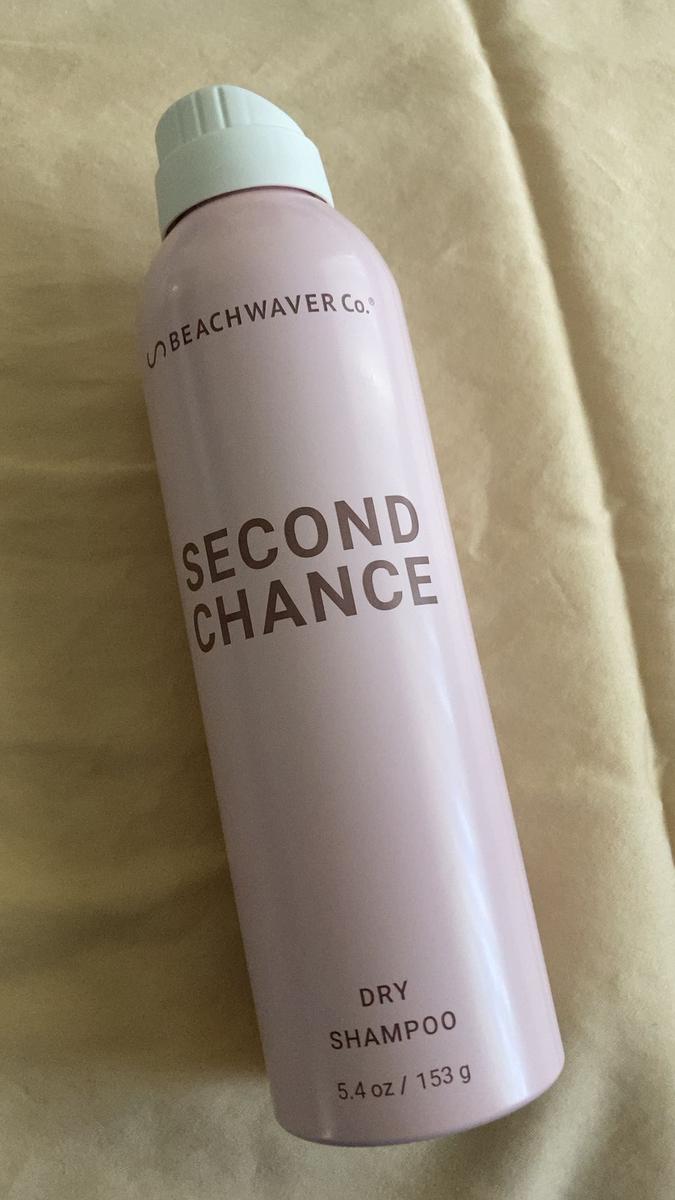 BEACHWAVER Co.®
SECOND
CHANCE
DRY
SHAMPOO
5.4 oz / 153 g